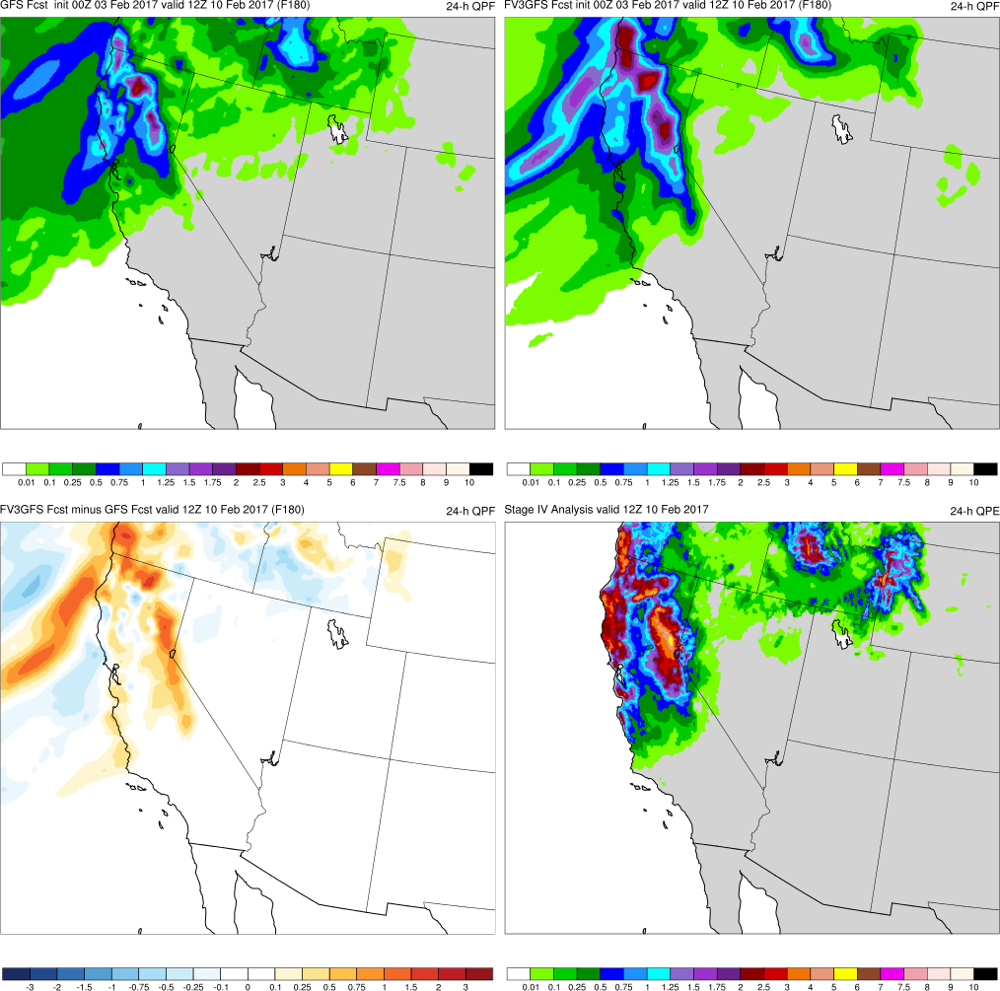 GFS Fcst  init 00Z 03 Feb 2017 valid 12Z 10 Feb 2017 (F180) 24-h QPF
FV3GFS Fcst init 00Z 03 Feb 2017 valid 12Z 10 Feb 2017 (F180) 24-h QPF
0.01 0.1 0.25 0.5 0.75 1 1.25 1.5 1.75 2 2.5 3 4 5 6 7 7.5 8 9 10
0.01 0.1 0.25 0.5 0.75 1 1.25 1.5 1.75 2 2.5 3 4 5 6 7 7.5 8 9 10
FV3GFS Fcst minus GFS Fcst valid 12Z 10 Feb 2017 (F180) 24-h QPF
Stage IV Analysis valid 12Z 10 Feb 2017 24-h QPE
-3 -2 -1.5 -1 -0.75 -0.5 -0.25 -0.1 0 0.1 0.25 0.5 0.75 1 1.5 2 3
0.01 0.1 0.25 0.5 0.75 1 1.25 1.5 1.75 2 2.5 3 4 5 6 7 7.5 8 9 10